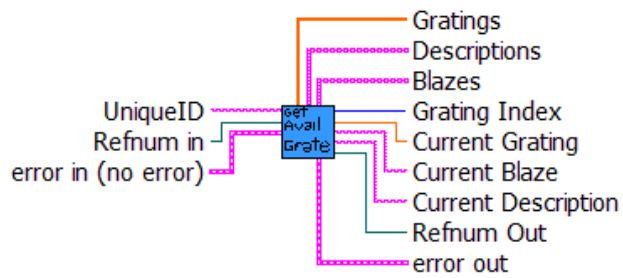 Gratings
Descriptions
Blazes
UniqueID
Grating Index
Refnum in
Current Grating
error in (no error)
Current Blaze
Current Description
Refnum Out
error out
Get
Avail
Grate